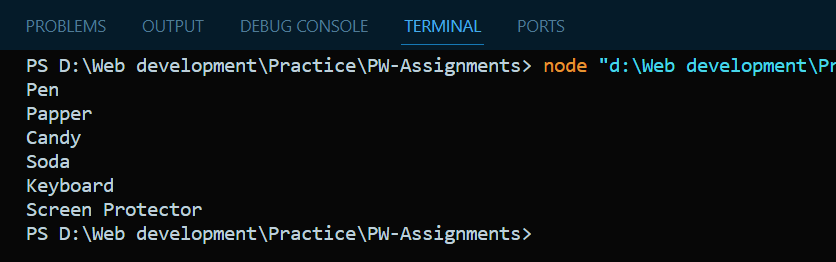 PROBLEMS OUTPUT DEBUG CONSOLE TERMINAL PORTS
PS D:\Web development\Practice\PW-Assignments> node "d:\Web development\Pr
Pen
Papper
Candy
Soda
Keyboard
Screen Protector
PS D:\Web development\Practice\PW-Assignments>